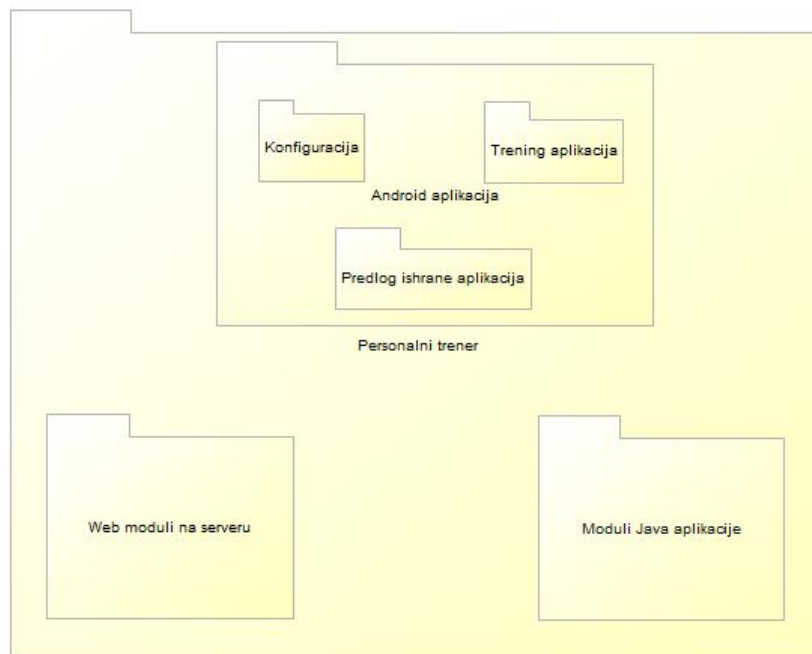 Konfiguracija
Trening aplikacija
Android aplikacija
Predlog ishrane aplikacija
Personalni trener
Web moduli na serveru
Moduli Java aplikacije